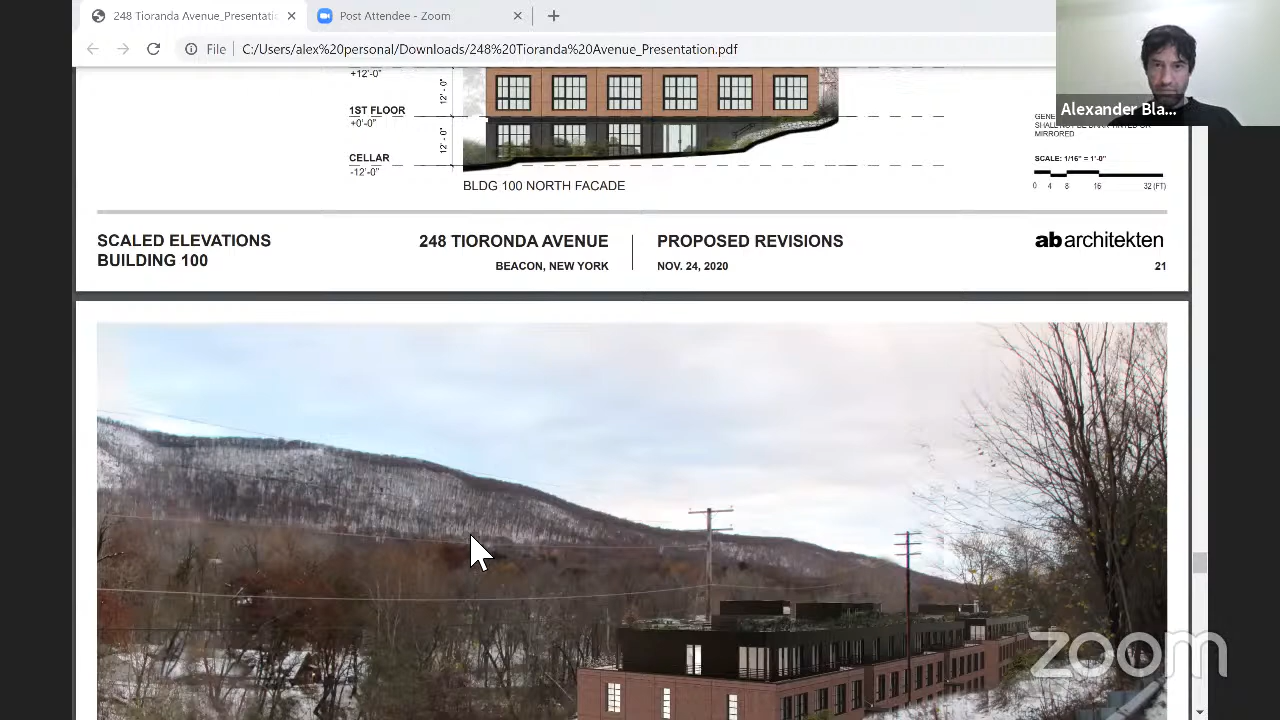 248 Tioranda Avenue_Presentatio
Post Attendee - Zoom
File
C:/Users/alex%20personal/Downloads/248%20Tioranda%20Avenue_Presentation.pdf
Alexander Bla...
+12'-0"
12' - 0"
1ST FLOOR
+0'-0"
12' - 0"
CELLAR
-12'-0"
BLDG 100 NORTH FACADE
MIRRORED
SCALE: 1/16" = 1'-0"
0 4 8 16 32 (FT)
SCALED ELEVATIONS
BUILDING 100
248 TIORONDA AVENUE
BEACON, NEW YORK
PROPOSED REVISIONS
NOV. 24, 2020
ab architekten
21
zoom